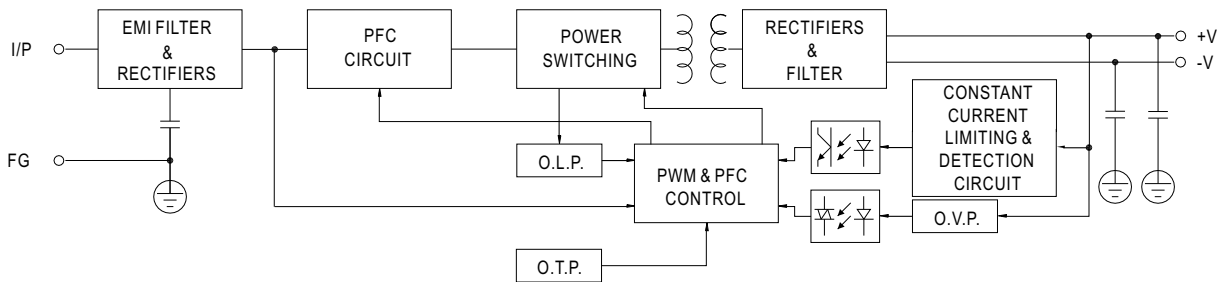 I/P
EMI FILTER
&
RECTIFIERS
PFC
CIRCUIT
POWER
SWITCHING
RECTIFIERS
&
FILTER
+V
-V
CONSTANT
CURRENT
LIMITING &
DETECTION
CIRCUIT
FG
O.L.P.
PWM & PFC
CONTROL
O.V.P.
O.T.P.